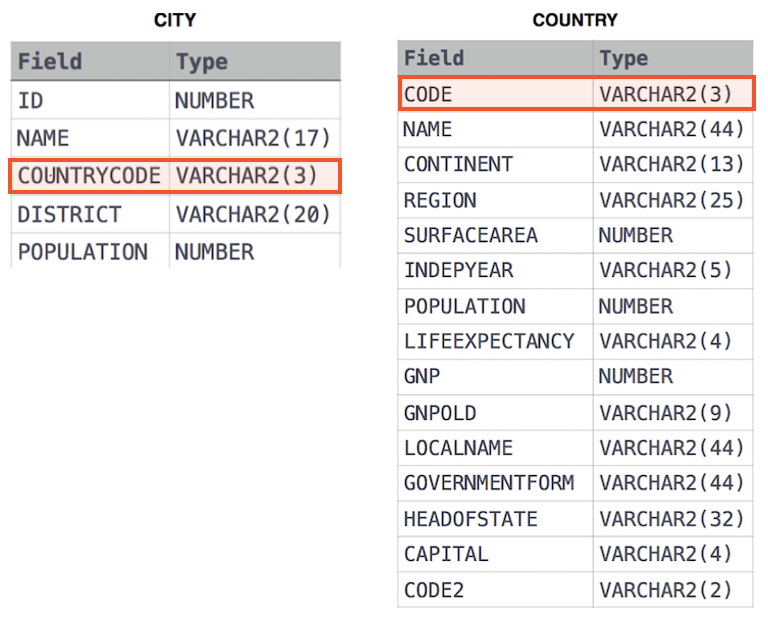 CITY
Field Type
ID NUMBER
NAME VARCHAR2(17)
COUNTRYCODE VARCHAR2(3)
DISTRICT VARCHAR2(20)
POPULATION NUMBER
COUNTRY
Field Type
CODE VARCHAR2(3)
NAME VARCHAR2(44)
CONTINENT VARCHAR2(13)
REGION VARCHAR2(25)
SURFACEAREA NUMBER
INDEPYEAR VARCHAR2(5)
POPULATION NUMBER
LIFEEXPECTANCY VARCHAR2(4)
GNP NUMBER
GNPOLD VARCHAR2(9)
LOCALNAME VARCHAR2(44)
GOVERNMENTFORM VARCHAR2(44)
HEADOFSTATE VARCHAR2(32)
CAPITAL VARCHAR2(4)
CODE2 VARCHAR2(2)